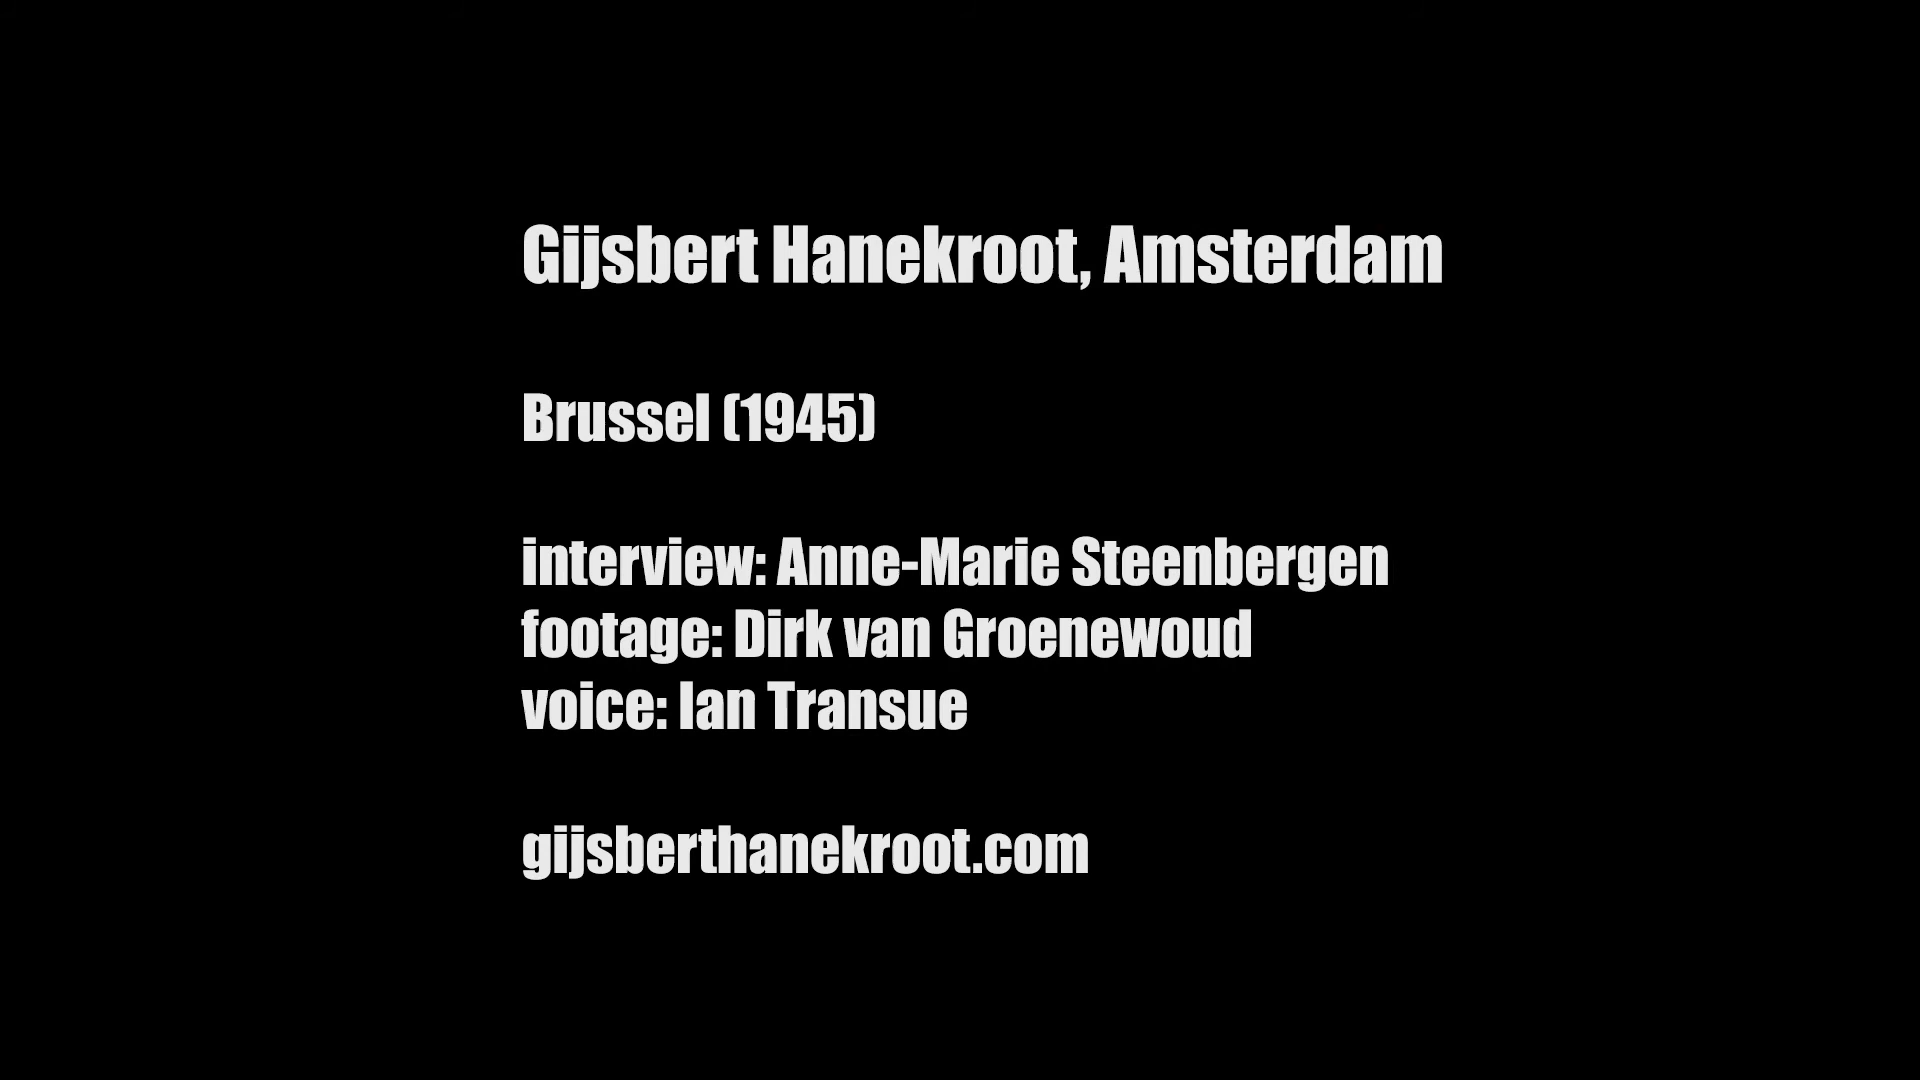 Gijsbert Hanekroot, Amsterdam
Brussel (1945)
interview: Anne-Marie Steenbergen
footage: Dirk van Groenewoud
voice: Ian Transue
gijsberthanekroot.com